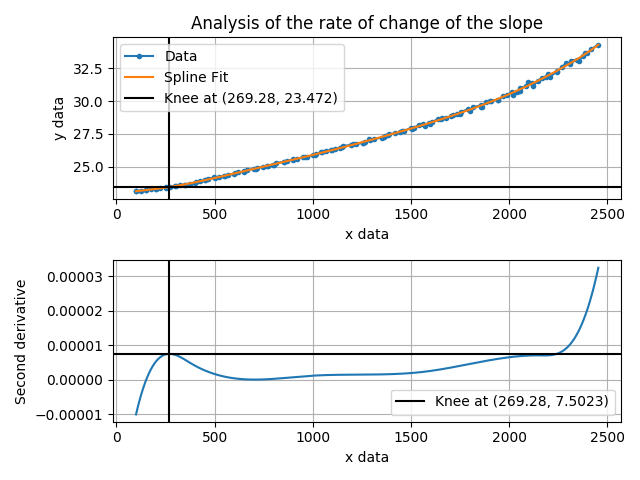 Analysis of the rate of change of the slope
Data
Spline Fit
Knee at (269.28, 23.472)
y data
32.5
30.0
27.5
25.0
0 500 1000 1500 2000 2500
x data
Second derivative
0.00003
0.00002
0.00001
0.00000
−0.00001
Knee at (269.28, 7.5023)
0 500 1000 1500 2000 2500
x data